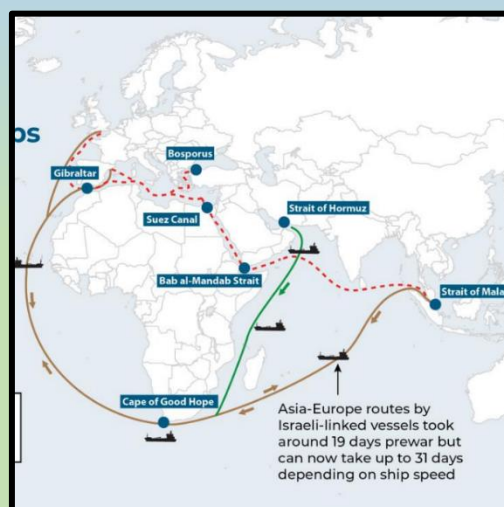 os
Bosporus
Gibraltar
Suez Canal
Strait of Hormuz
Bab al-Mandab Strait
Strait of Mala
Cape of Good Hope
Asia-Europe routes by
Israeli-linked vessels took
around 19 days prewar but
can now take up to 31 days
depending on ship speed